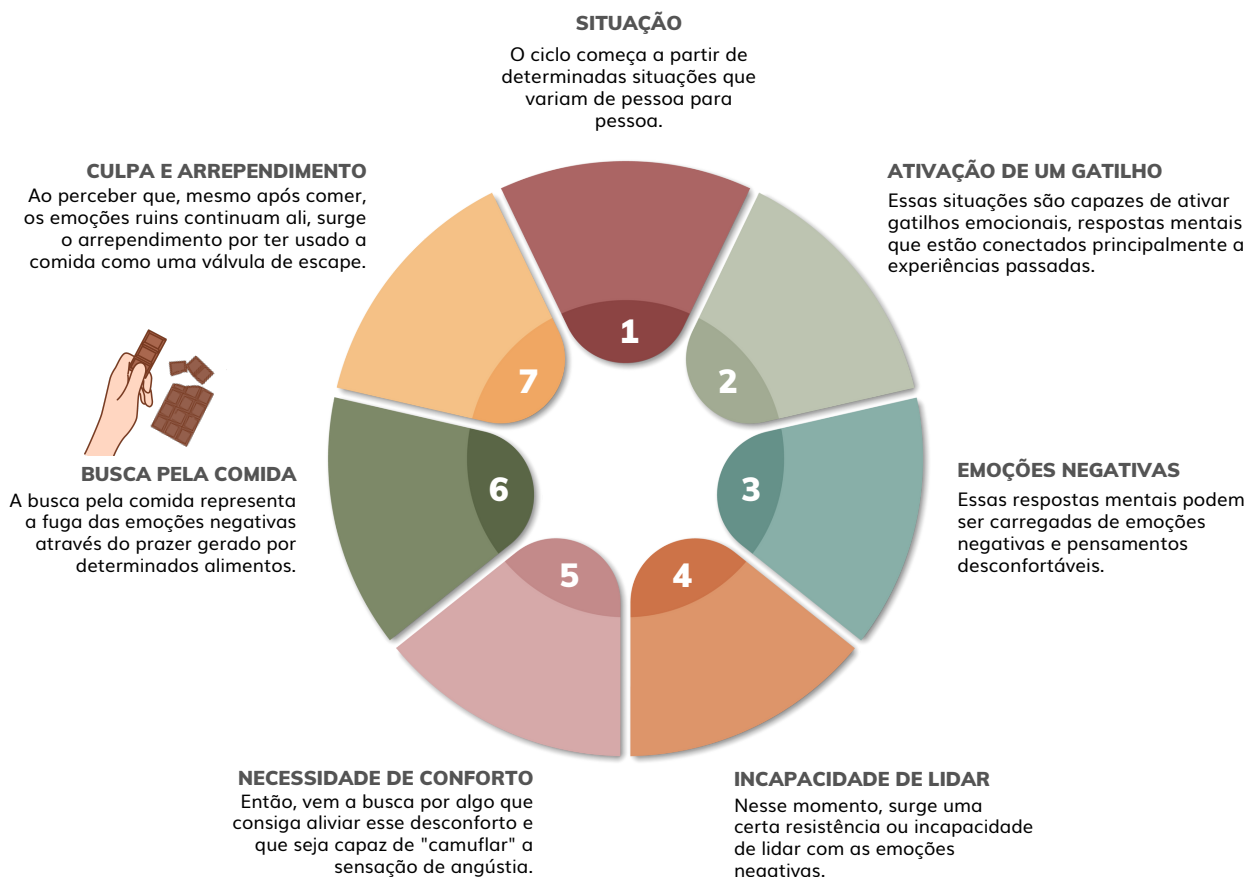 SITUAÇÃO
O ciclo começa a partir de
determinadas situações que
variam de pessoa para
pessoa.
ATIVAÇÃO DE UM GATILHO
Essas situações são capazes de ativar
gatilhos emocionais, respostas mentais
que estão conectados principalmente a
experiências passadas.
EMOÇÕES NEGATIVAS
Essas respostas mentais podem
ser carregadas de emoções
negativas e pensamentos
desconfortáveis.
INCAPACIDADE DE LIDAR
Nesse momento, surge uma
certa resistência ou incapacidade
de lidar com as emoções
negativas.
NECESSIDADE DE CONFORTO
Então, vem a busca por algo que
consiga aliviar esse desconforto e
que seja capaz de "camuflar" a
sensação de angústia.
BUSCA PELA COMIDA
A busca pela comida representa
a fuga das emoções negativas
através do prazer gerado por
determinados alimentos.
CULPA E ARREPENDIMENTO
Ao perceber que, mesmo após comer,
os emoções ruins continuam ali, surge
o arrependimento por ter usado a
comida como uma válvula de escape.
1
2
3
4
5
6
7